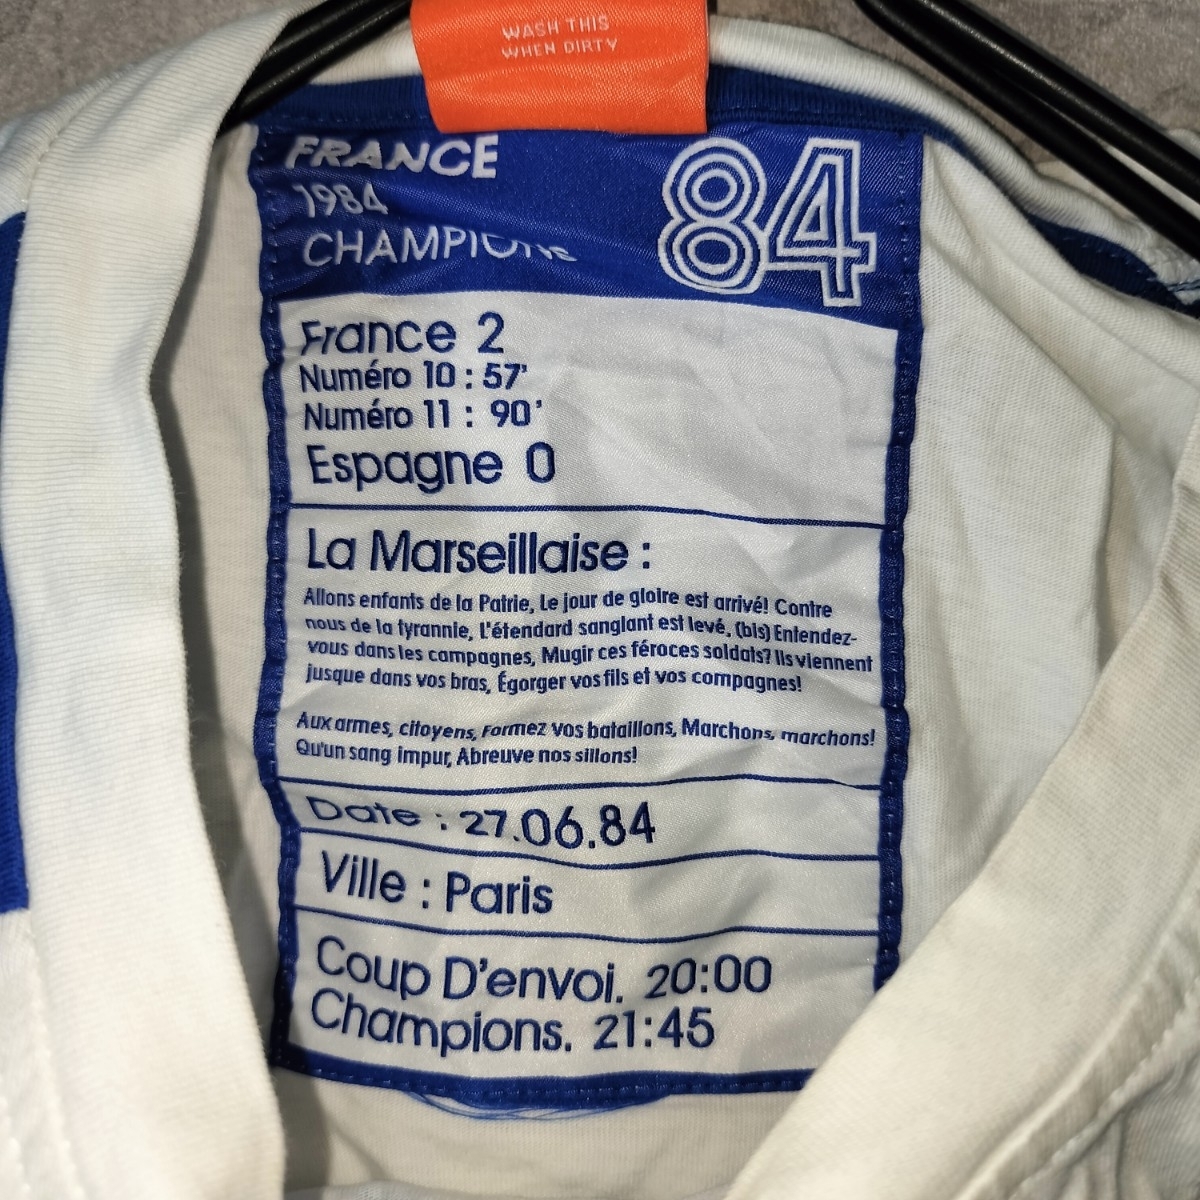 WASH THIS
WHEN DIRTY
FRANCE
1984
CHAMPIONS
84
France 2
Numéro 10 : 57'
Numéro 11 : 90'
Espagne 0
La Marseillaise :
Allons enfants de la Patrie, Le jour de gloire est arrivé! Contre
nous de la tyrannie, L'étendard sanglant est levé, (bis) Entendez-
vous dans les campagnes, Mugir ces féroces soldats? Ils viennent
jusque dans vos bras, Égorger vos fils et vos compagnes!
Aux armes, citoyens, Formez vos bataillons, Marchons, marchons!
Qu'un sang impur, Abreuve nos sillons!
Date : 27.06.84
Ville : Paris
Coup D'envoi. 20:00
Champions. 21:45